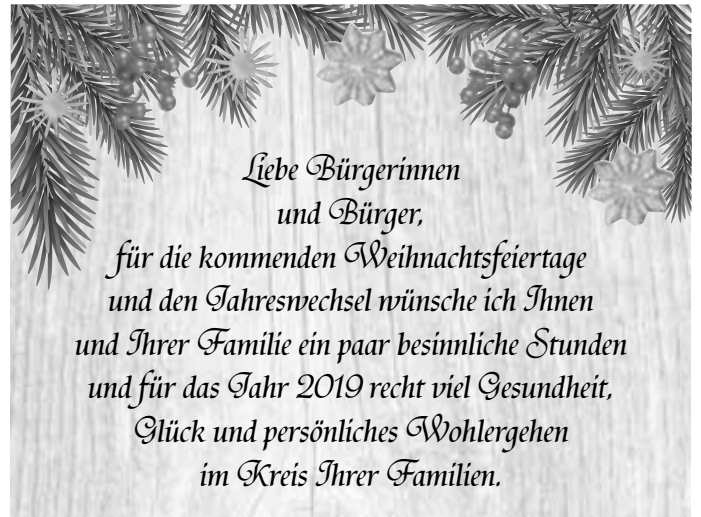 Liebe Bürgerinnen
und Bürger,
für die kommenden Weihnachtsfeiertage
und den Jahreswechsel wünsche ich Ihnen
und Ihrer Familie ein paar besinnliche Stunden
und für das Jahr 2019 recht viel Gesundheit,
Glück und persönliches Wohlergehen
im Kreis Ihrer Familien.